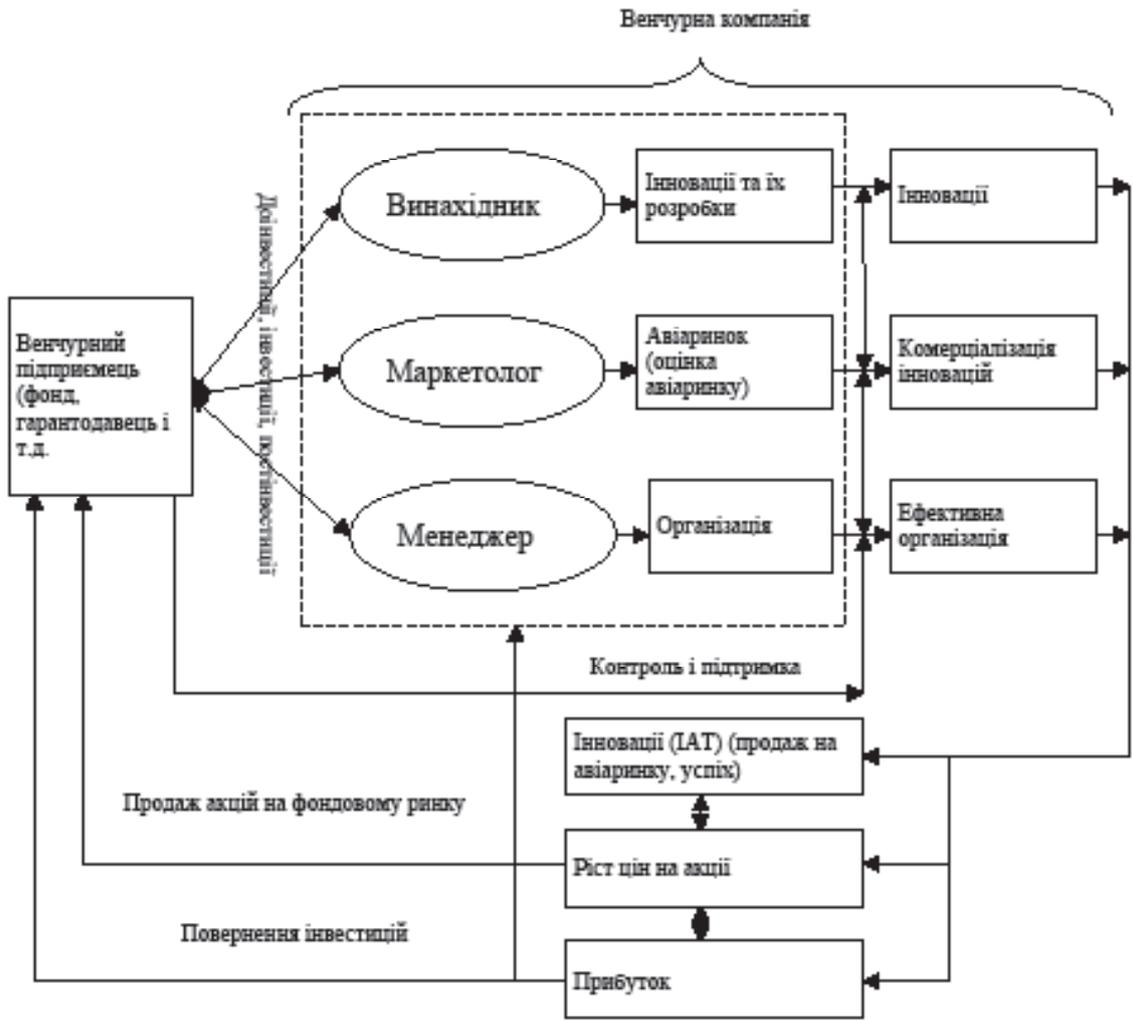 Венчурна компанія
Винахідник
Інновації та їх
розробки
Інновації
Доінвестиції, інвестиції, постінвестиції
Венчурний
підприємець
(фонд,
гарантодавець і
т.д.
Маркетолог
Авіаринок
(оцінка
авіаринку)
Комерціалізація
інновацій
Менеджер
Організація
Ефективна
організація
Контроль і підтримка
Інновації (ІАТ) (продаж на
авіаринку, успіх)
Продаж акцій на фондовому ринку
Ріст цін на акції
Повернення інвестицій
Прибуток